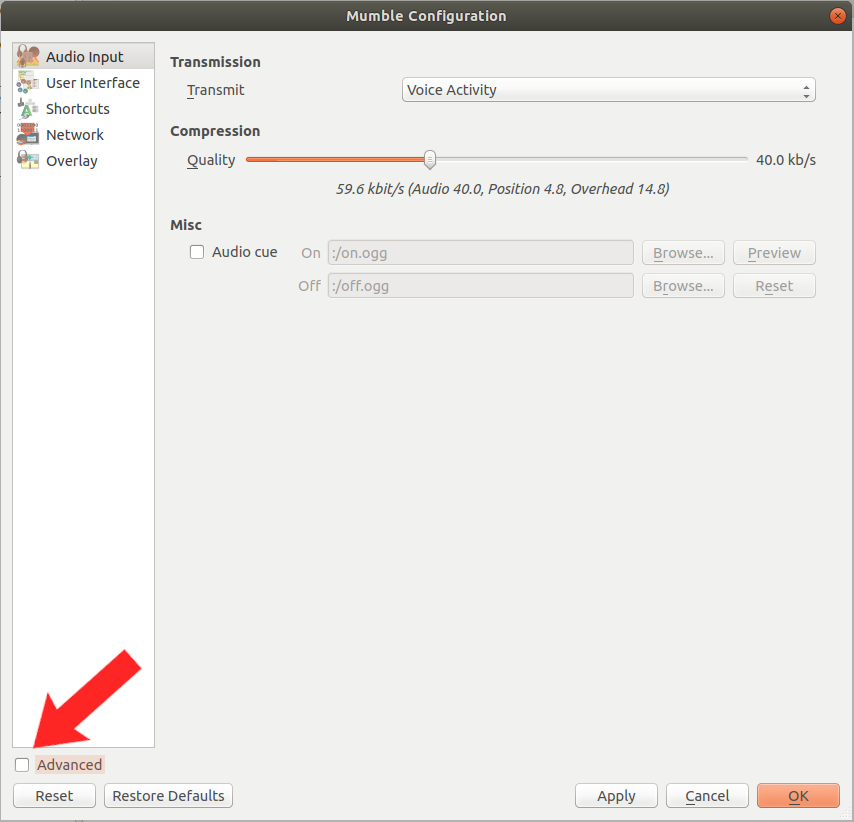 Mumble Configuration
Audio Input
User Interface
Shortcuts
Network
Overlay
Transmission
Transmit Voice Activity
Compression
Quality 40.0 kb/s
59.6 kbit/s (Audio 40.0, Position 4.8, Overhead 14.8)
Misc
Audio cue On :/on.ogg Browse... Preview
Off :/off.ogg Browse... Reset
Advanced
Reset Restore Defaults Apply Cancel OK